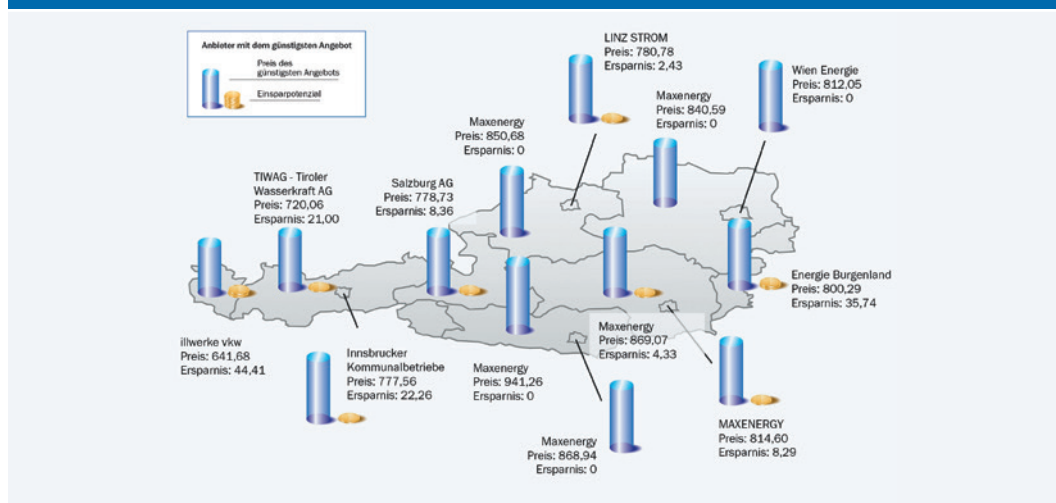 Anbieter mit dem günstigsten Angebot
Preis des
günstigsten Angebots
Einsparpotenzial
LINZ STROM
Preis: 780,78
Ersparnis: 2,43
Wien Energie
Preis: 812,05
Ersparnis: 0
Maxenergy
Preis: 840,59
Ersparnis: 0
Maxenergy
Preis: 850,68
Ersparnis: 0
TIWAG - Tiroler
Wasserkraft AG
Preis: 720,06
Ersparnis: 21,00
Salzburg AG
Preis: 778,73
Ersparnis: 8,36
Energie Burgenland
Preis: 800,29
Ersparnis: 35,74
illwerke vkw
Preis: 641,68
Ersparnis: 44,41
Innsbrucker
Kommunalbetriebe
Preis: 777,56
Ersparnis: 22,26
Maxenergy
Preis: 941,26
Ersparnis: 0
Maxenergy
Preis: 869,07
Ersparnis: 4,33
Maxenergy
Preis: 868,94
Ersparnis: 0
MAXENERGY
Preis: 814,60
Ersparnis: 8,29